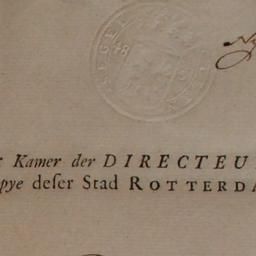 Kamer der DIRECTEU
pye deſer Stad ROTTERDA